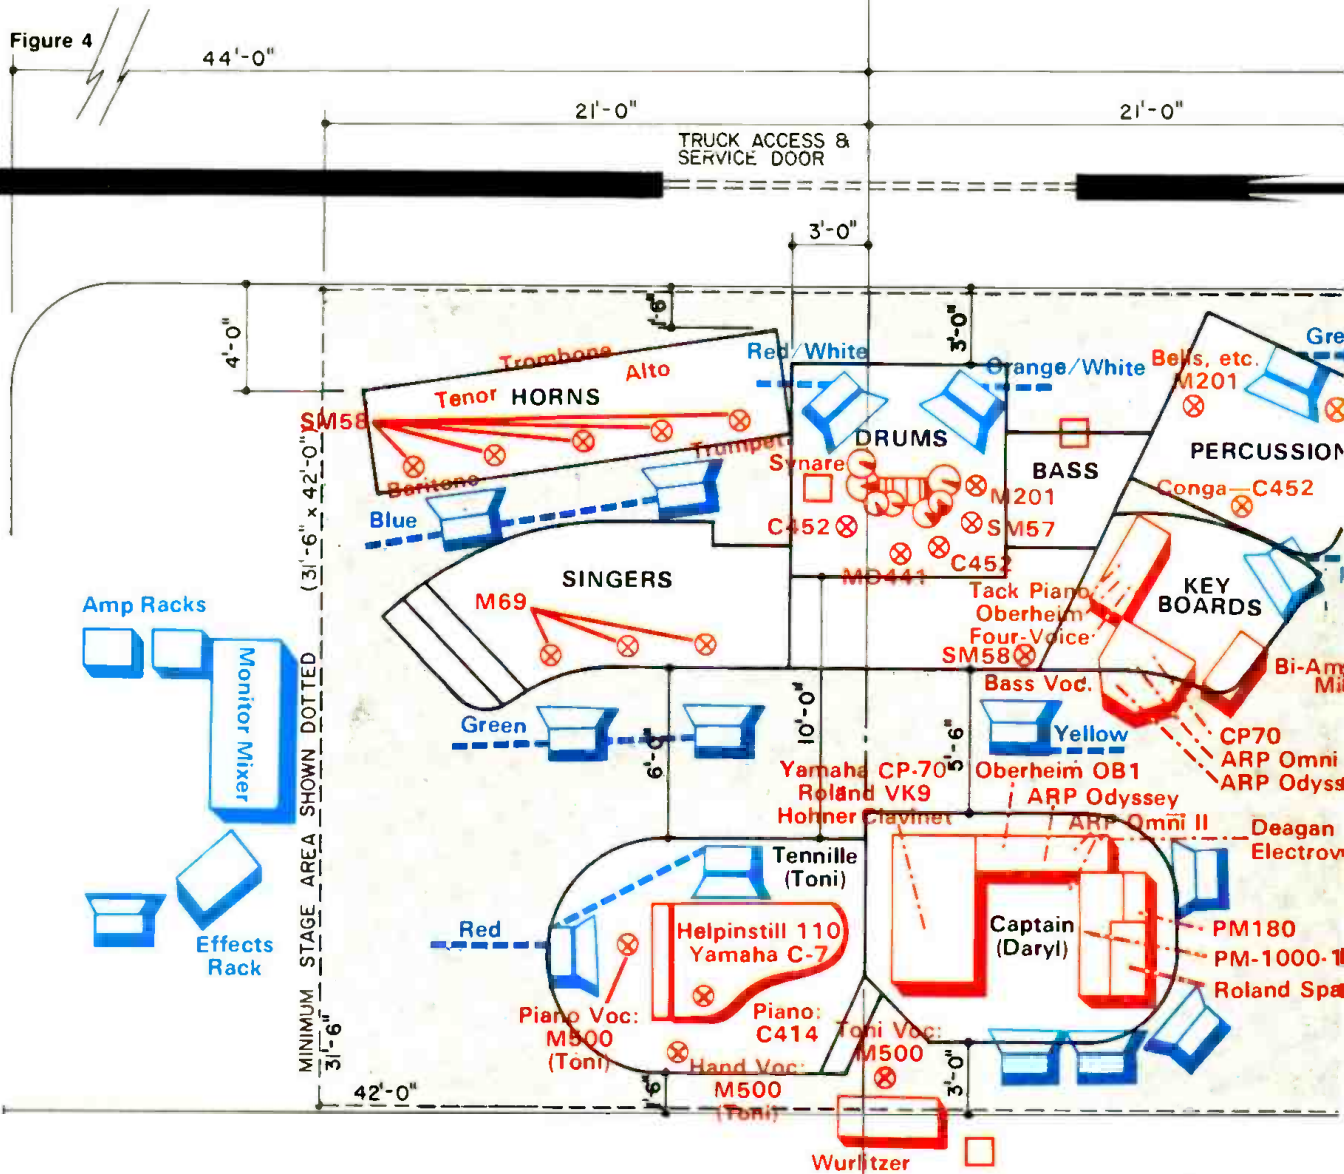 Figure 4
44'-0"
21'-0"
21'-0"
TRUCK ACCESS &
SERVICE DOOR
3'-0"
1'-6"
3'-0"
4'-0"
Trombone
Alto
Tenor
HORNS
SM58
Baritone
Trumpet
Red/White
Orange/White
DRUMS
Synare
C452
M201
SM57
C452
MD441
BASS
Bells, etc.
M201
PERCUSSION
Conga—C452
Blue
SINGERS
M69
KEY
BOARDS
Tack Piano
Oberheim
Four-Voice
SM58
Bass Voc.
CP70
ARP Omni
Amp Racks
Monitor Mixer
Effects
Rack
MINIMUM STAGE AREA SHOWN DOTTED (31'-6" x 42'-0")
Green
6'-0"
10'-0"
5'-6"
Yellow
Yamaha CP-70
Roland VK9
Hohner Clavinet
Oberheim OB1
ARP Odyssey
ARP Omni II
Deagan
Tennille
(Toni)
Captain
(Daryl)
Red
Helpinstill 110
Yamaha C-7
PM180
Piano Voc:
M500
(Toni)
Piano:
C414
Toni Voc:
M500
Hand Voc:
M500
(Toni)
31'-6"
42'-0"
1'-6"
3'-0"
Wurlitzer